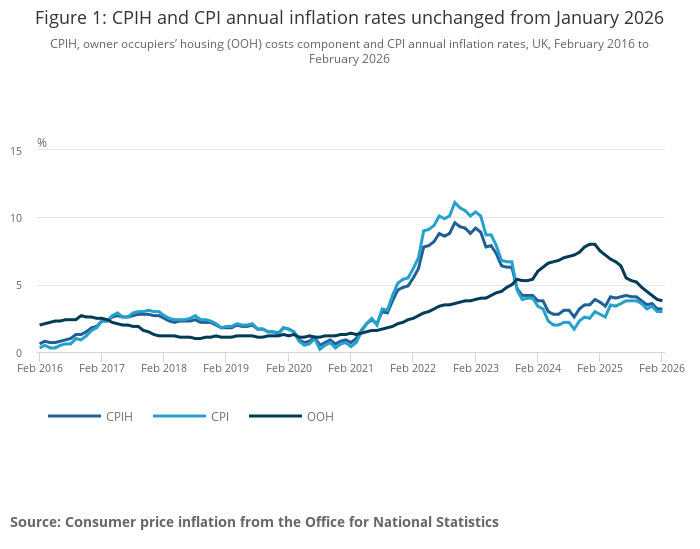 Figure 1: CPIH and CPI annual inflation rates unchanged from January 2026
CPIH, owner occupiers’ housing (OOH) costs component and CPI annual inflation rates, UK, February 2016 to
February 2026
%
15
10
5
0
Feb 2016 Feb 2017 Feb 2018 Feb 2019 Feb 2020 Feb 2021 Feb 2022 Feb 2023 Feb 2024 Feb 2025 Feb 2026
CPIH CPI OOH
Source: Consumer price inflation from the Office for National Statistics